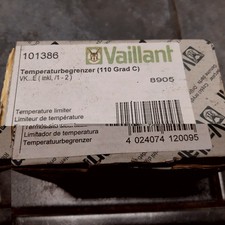 101386
Vaillant
Temperaturbegrenzer (110 Grad C)
VK..E ( inkl. /1 - 2 )
8905
Temperature limiter
Limiteur de température
Termostato
Limitador de temperatura
Temperatuurbegrenzer
4 024074 120095